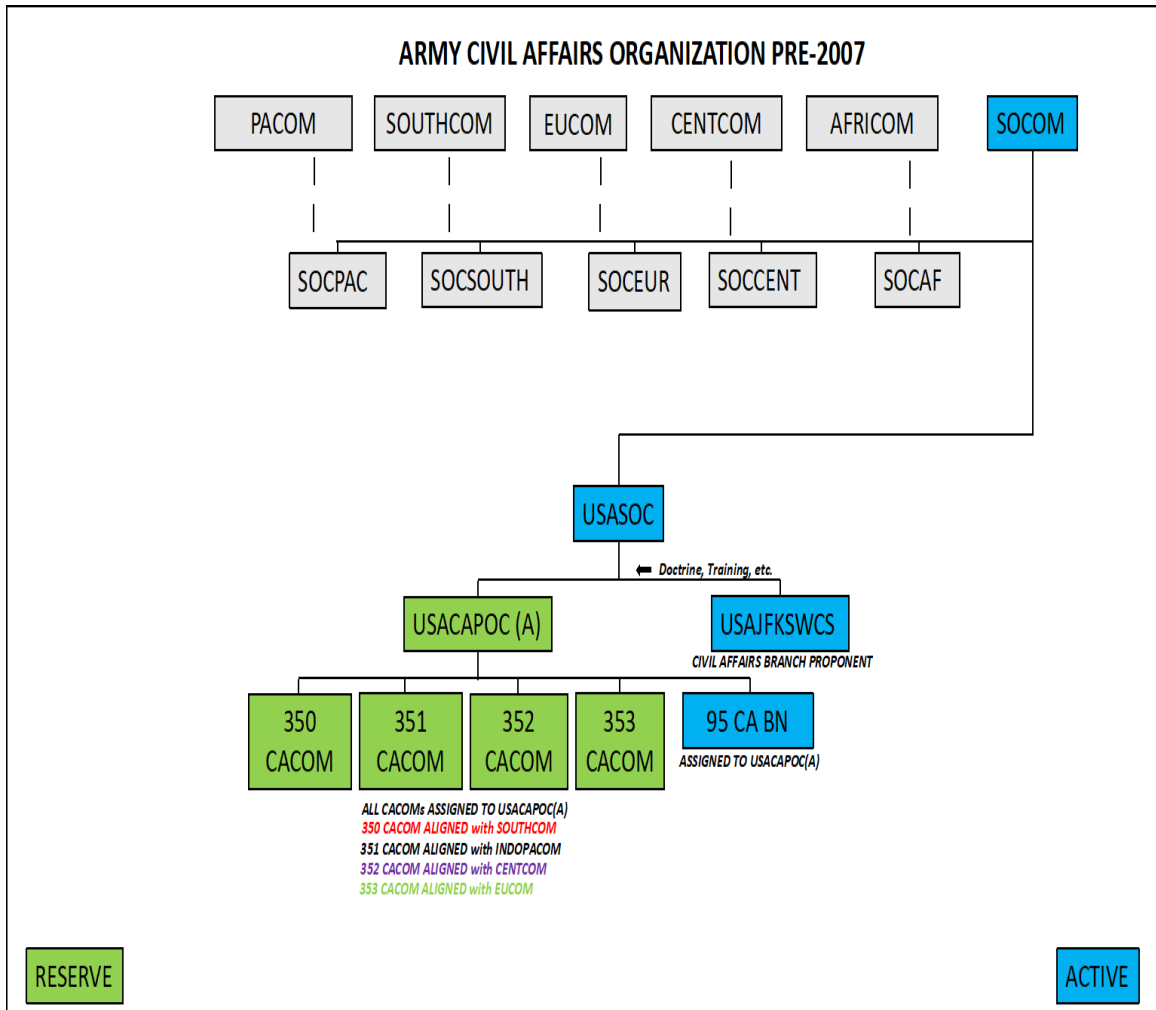 ARMY CIVIL AFFAIRS ORGANIZATION PRE-2007
PACOM
SOUTHCOM
EUCOM
CENTCOM
AFRICOM
SOCOM
SOCPAC
SOCSOUTH
SOCEUR
SOCCENT
SOCAF
USASOC
Doctrine, Training, etc.
USACAPOC (A)
USAJFKSWCS
CIVIL AFFAIRS BRANCH PROPONENT
350
CACOM
351
CACOM
352
CACOM
353
CACOM
95 CA BN
ASSIGNED TO USACAPOC(A)
ALL CACOMs ASSIGNED TO USACAPOC(A)
350 CACOM ALIGNED with SOUTHCOM
351 CACOM ALIGNED with INDOPACOM
352 CACOM ALIGNED with CENTCOM
353 CACOM ALIGNED with EUCOM
RESERVE
ACTIVE